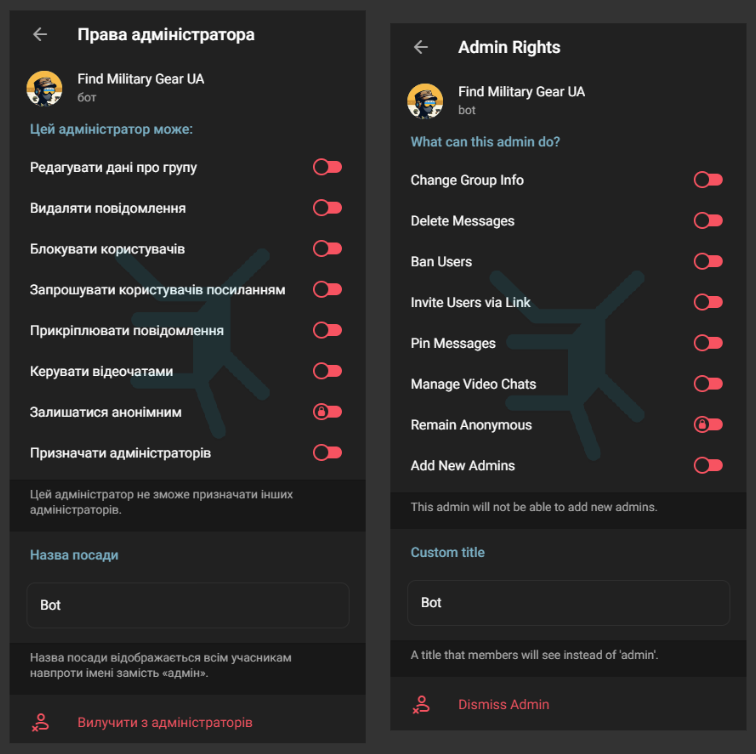 Права адміністратора
Find Military Gear UA
бот
Цей адміністратор може:
Редагувати дані про групу
Видаляти повідомлення
Блокувати користувачів
Запрошувати користувачів посиланням
Прикріплювати повідомлення
Керувати відеочатами
Залишатися анонімним
Призначати адміністраторів
Цей адміністратор не зможе призначати інших
адміністраторів.
Назва посади
Bot
Назва посади відображається всім учасникам
навпроти імені замість «адмін».
Вилучити з адміністраторів
Admin Rights
Find Military Gear UA
bot
What can this admin do?
Change Group Info
Delete Messages
Ban Users
Invite Users via Link
Pin Messages
Manage Video Chats
Remain Anonymous
Add New Admins
This admin will not be able to add new admins.
Custom title
Bot
A title that members will see instead of 'admin'.
Dismiss Admin